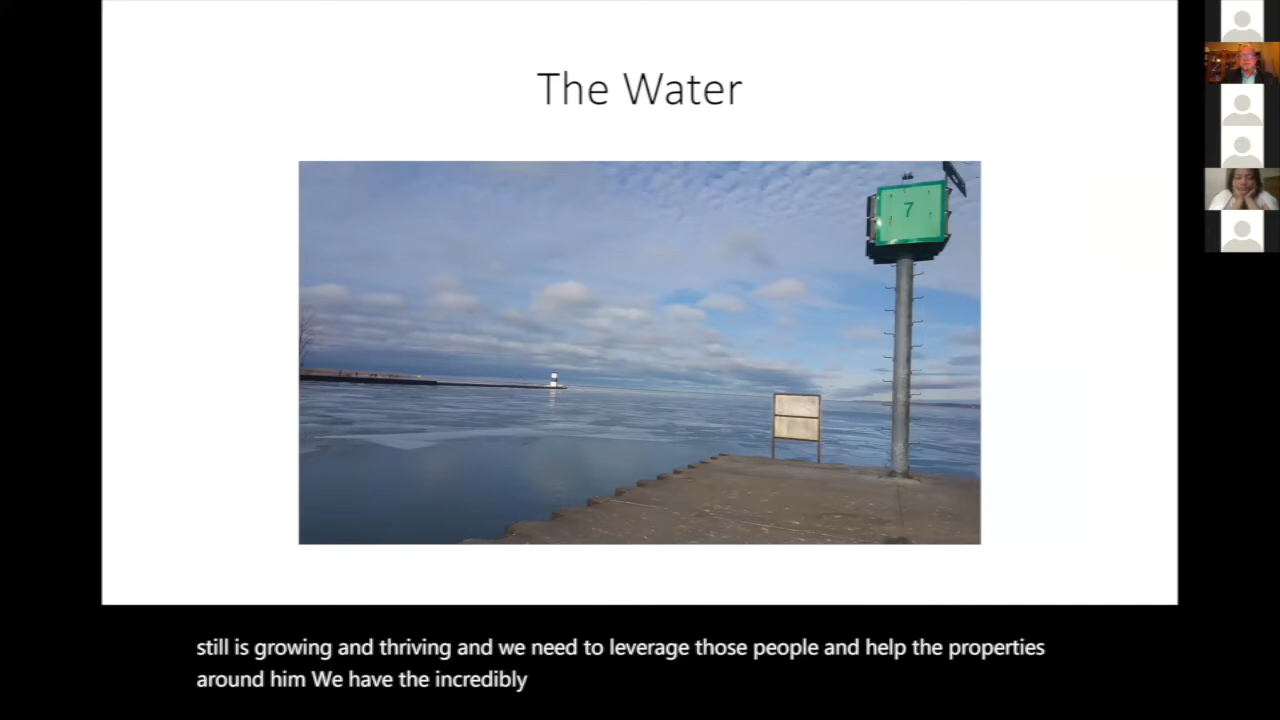 The Water
7
still is growing and thriving and we need to leverage those people and help the properties
around him We have the incredibly